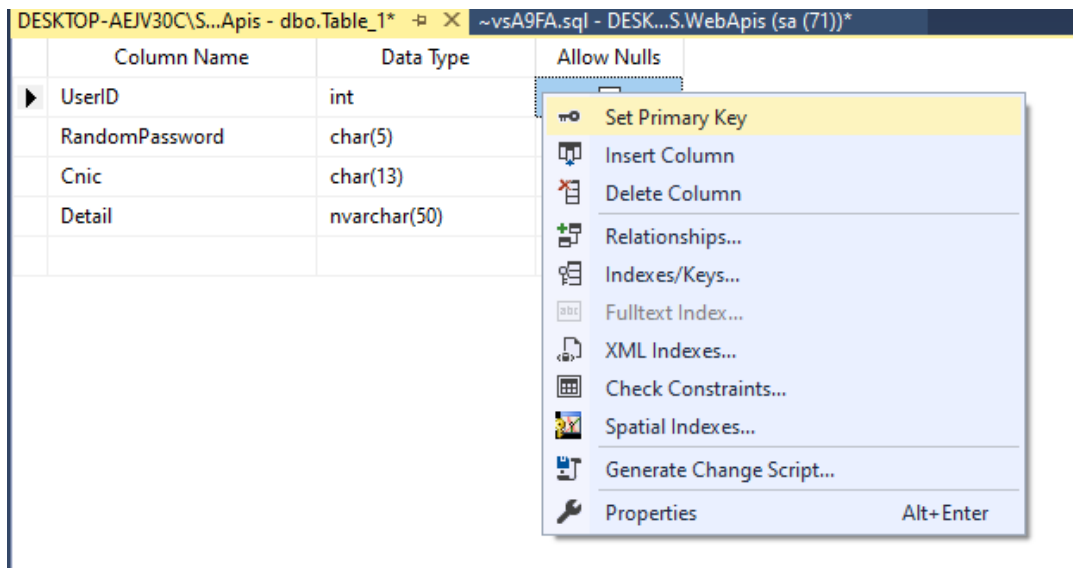 DESKTOP-AEJV30C\S...Apis - dbo.Table_1* ~vsA9FA.sql - DESK...S.WebApis (sa (71))*
Column Name Data Type Allow Nulls
UserID int
RandomPassword char(5)
Cnic char(13)
Detail nvarchar(50)
Set Primary Key
Insert Column
Delete Column
Relationships...
Indexes/Keys...
abc Fulltext Index...
XML Indexes...
Check Constraints...
Spatial Indexes...
Generate Change Script...
Properties Alt+Enter